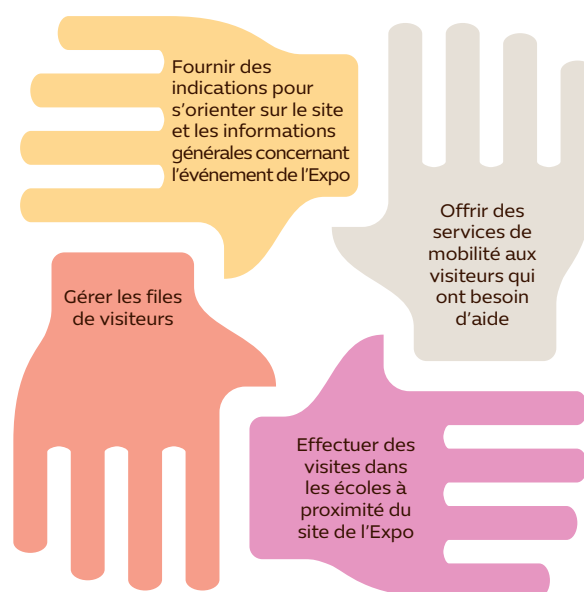 Fournir des
indications pour
s'orienter sur le site
et les informations
générales concernant
l'événement de l'Expo
Offrir des
services de
mobilité aux
visiteurs qui
ont besoin
d'aide
Gérer les files
de visiteurs
Effectuer des
visites dans
les écoles à
proximité du
site de l'Expo